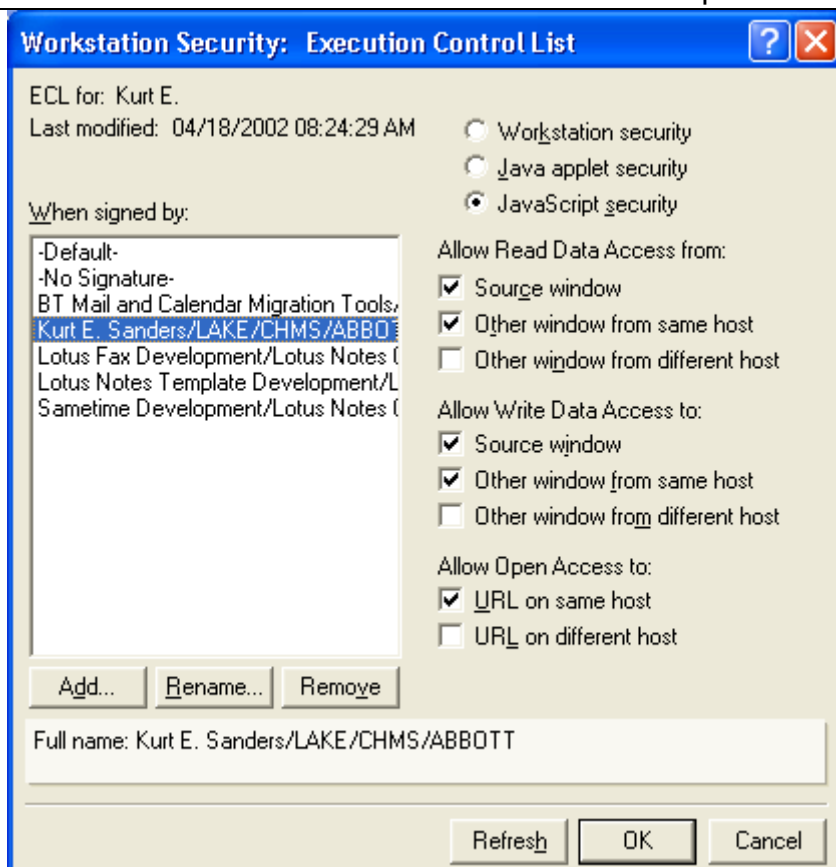 Workstation Security: Execution Control List
ECL for: Kurt E.
Last modified: 04/18/2002 08:24:29 AM
Workstation security
Java applet security
JavaScript security
When signed by:
-Default-
-No Signature-
BT Mail and Calendar Migration Tools/
Kurt E. Sanders/LAKE/CHMS/ABBO
Lotus Fax Development/Lotus Notes (
Lotus Notes Template Development/L
Sametime Development/Lotus Notes (
Allow Read Data Access from:
Source window
Other window from same host
Other window from different host
Allow Write Data Access to:
Source window
Other window from same host
Other window from different host
Allow Open Access to:
URL on same host
URL on different host
Add... Rename... Remove
Full name: Kurt E. Sanders/LAKE/CHMS/ABBOTT
Refresh OK Cancel